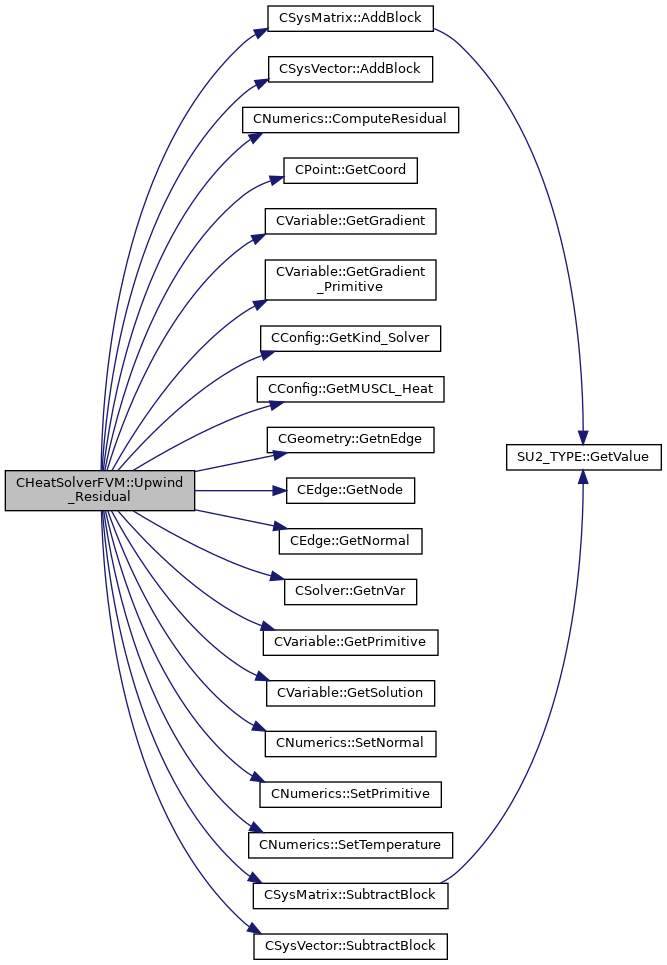 CSysMatrix::AddBlock
CSysVector::AddBlock
CNumerics::ComputeResidual
CPoint::GetCoord
CVariable::GetGradient
CVariable::GetGradient
_Primitive
CConfig::GetKind_Solver
CConfig::GetMUSCL_Heat
CGeometry::GetnEdge
SU2_TYPE::GetValue
CHeatSolverFVM::Upwind
_Residual
CEdge::GetNode
CEdge::GetNormal
CSolver::GetnVar
CVariable::GetPrimitive
CVariable::GetSolution
CNumerics::SetNormal
CNumerics::SetPrimitive
CNumerics::SetTemperature
CSysMatrix::SubtractBlock
CSysVector::SubtractBlock